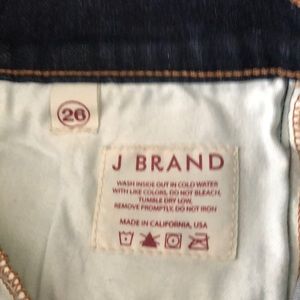 26
J BRAND
WASH INSIDE OUT IN COLD WATER
WITH LIKE COLORS, DO NOT BLEACH,
TUMBLE DRY LOW.
REMOVE PROMPTLY, DO NOT IRON
MADE IN CALIFORNIA, USA